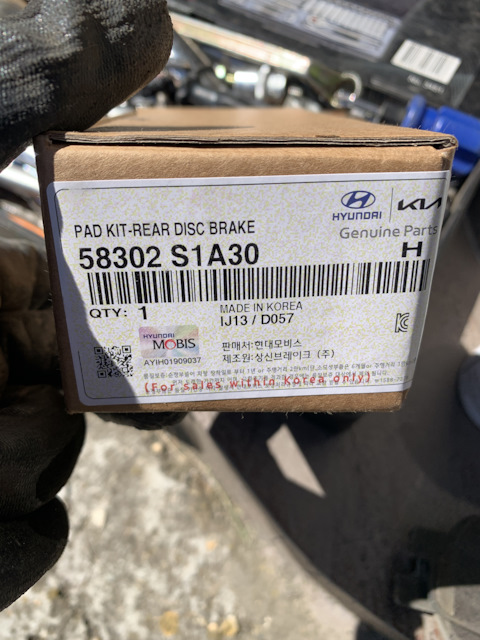 PAD KIT-REAR DISC BRAKE
HYUNDAI
KIA
Genuine Parts
58302 S1A30
H
QTY: 1
MADE IN KOREA
IJ13 / D057
HYUNDAI
MOBIS
AYIH01909037
판매처:현대모비스
제조원:상신브레이크 (주)
(For sales within Korea only)